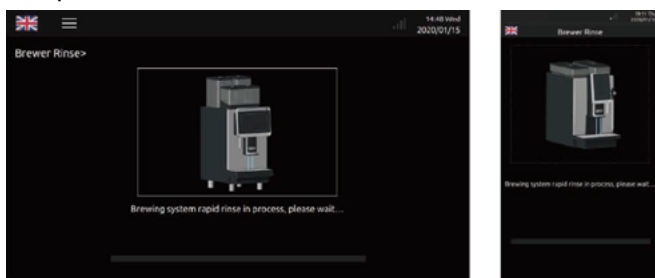 14:48 Wed
2020/01/15
Brewer Rinse>
Brewing system rapid rinse in process, please wait....
Brewer Rinse
Brewing system rapid rinse in process, please wait....